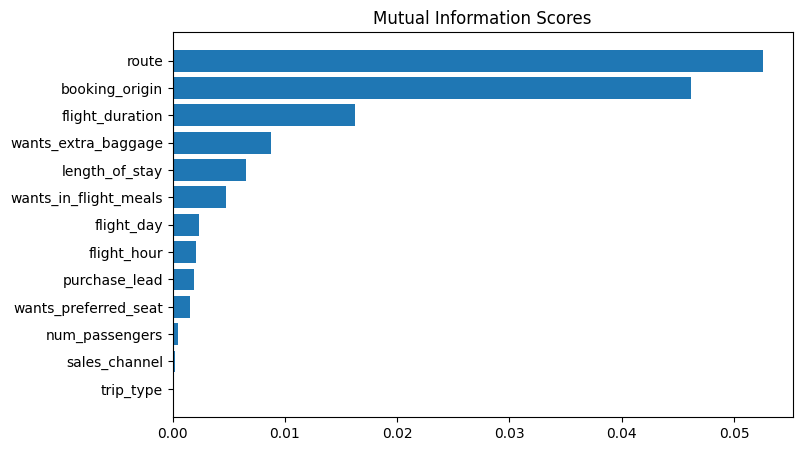 Mutual Information Scores
route
booking_origin
flight_duration
wants_extra_baggage
length_of_stay
wants_in_flight_meals
flight_day
flight_hour
purchase_lead
wants_preferred_seat
num_passengers
sales_channel
trip_type
0.00 0.01 0.02 0.03 0.04 0.05